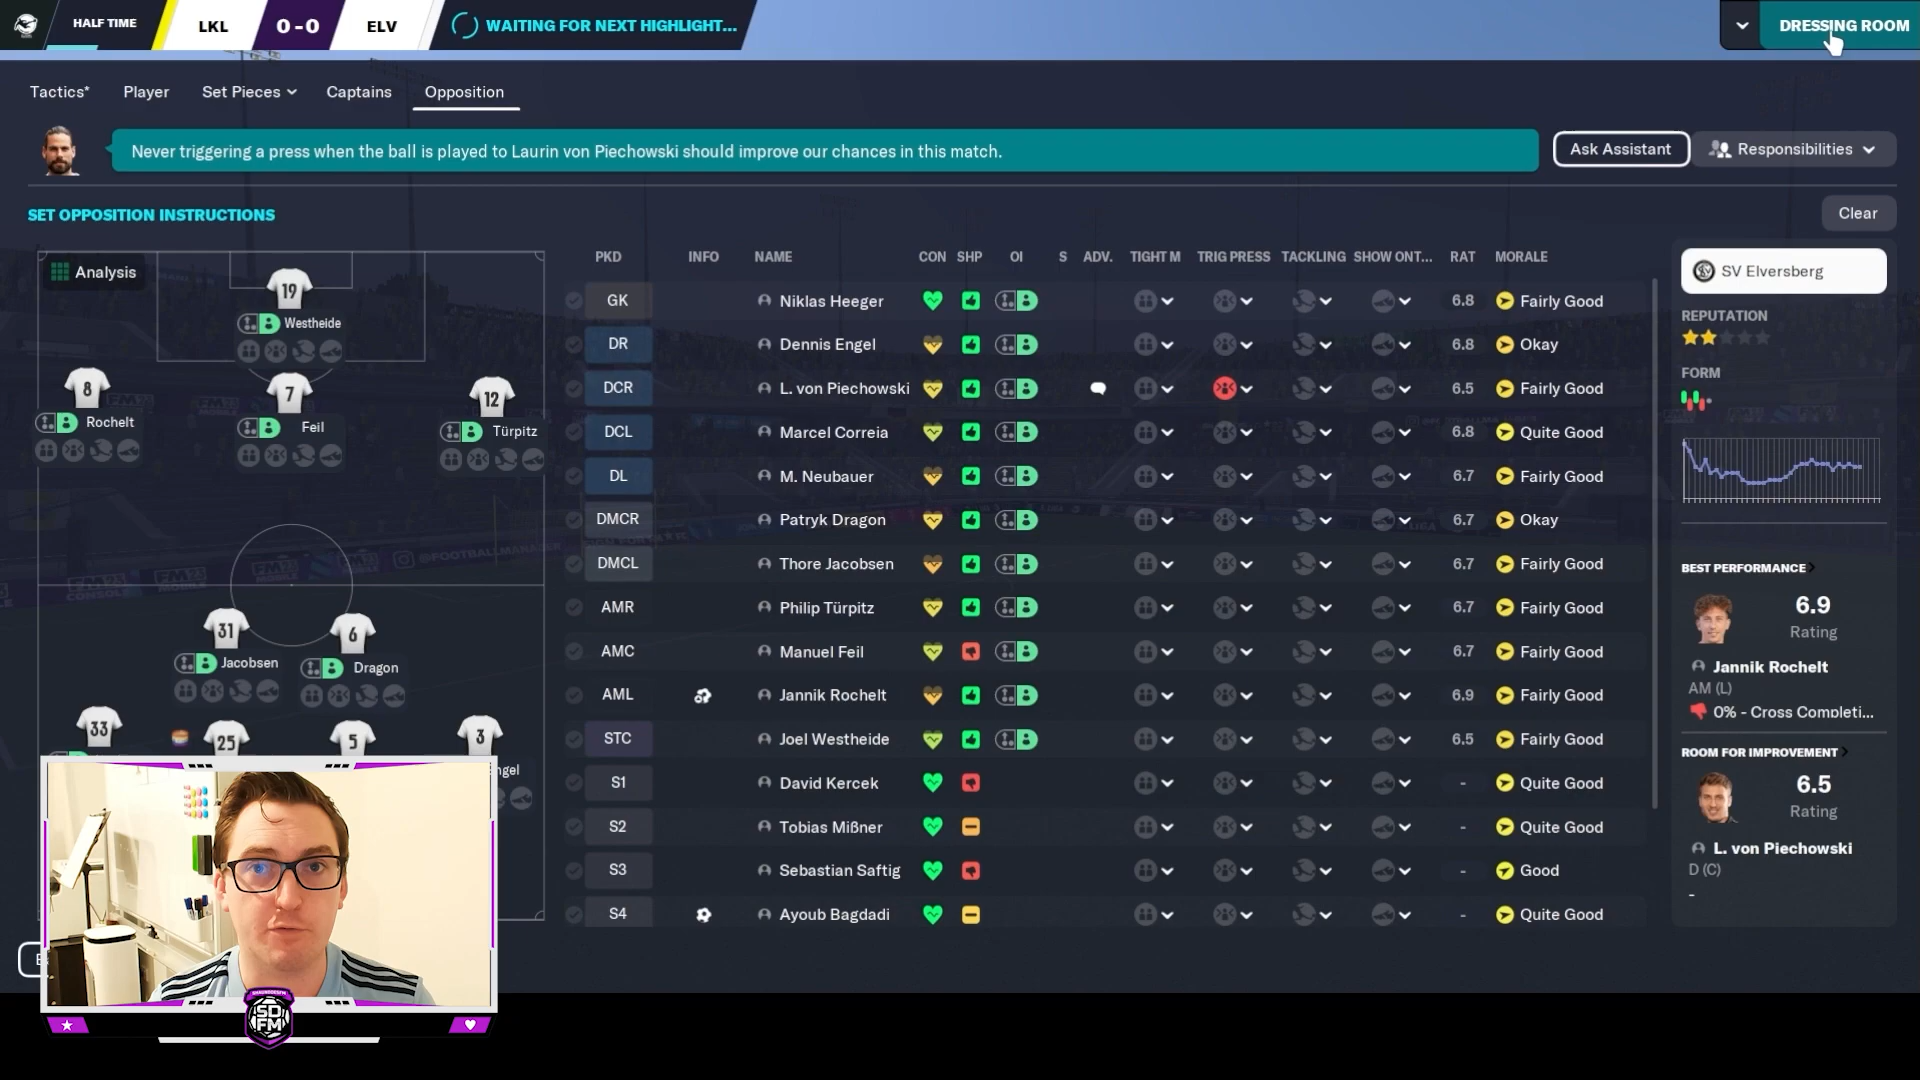 HALF TIME
LKL
0 - 0
ELV
WAITING FOR NEXT HIGHLIGHT...
DRESSING ROOM
Tactics*
Player
Set Pieces
Captains
Opposition
Never triggering a press when the ball is played to Laurin von Piechowski should improve our chances in this match.
Ask Assistant
Responsibilities
SET OPPOSITION INSTRUCTIONS
Clear
Analysis
19
Westheide
8
Rochelt
7
Feil
12
Türpitz
31
Jacobsen
6
Dragon
33
25
5
3
ngel
PKD INFO NAME CON SHP OI S ADV. TIGHT M TRIG PRESS TACKLING SHOW ONT... RAT MORALE
GK Niklas Heeger 6.8 Fairly Good
DR Dennis Engel 6.8 Okay
DCR L. von Piechowski 6.5 Fairly Good
DCL Marcel Correia 6.8 Quite Good
DL M. Neubauer 6.7 Fairly Good
DMCR Patryk Dragon 6.7 Okay
DMCL Thore Jacobsen 6.7 Fairly Good
AMR Philip Türpitz 6.7 Fairly Good
AMC Manuel Feil 6.7 Fairly Good
AML Jannik Rochelt 6.9 Fairly Good
STC Joel Westheide 6.5 Fairly Good
S1 David Kercek - Quite Good
S2 Tobias Mißner - Quite Good
S3 Sebastian Saftig - Good
S4 Ayoub Bagdadi - Quite Good
SV Elversberg
REPUTATION
FORM
BEST PERFORMANCE
6.9
Rating
Jannik Rochelt
AM (L)
0% - Cross Completi...
ROOM FOR IMPROVEMENT
6.5
Rating
L. von Piechowski
D (C)
-
SD
FM